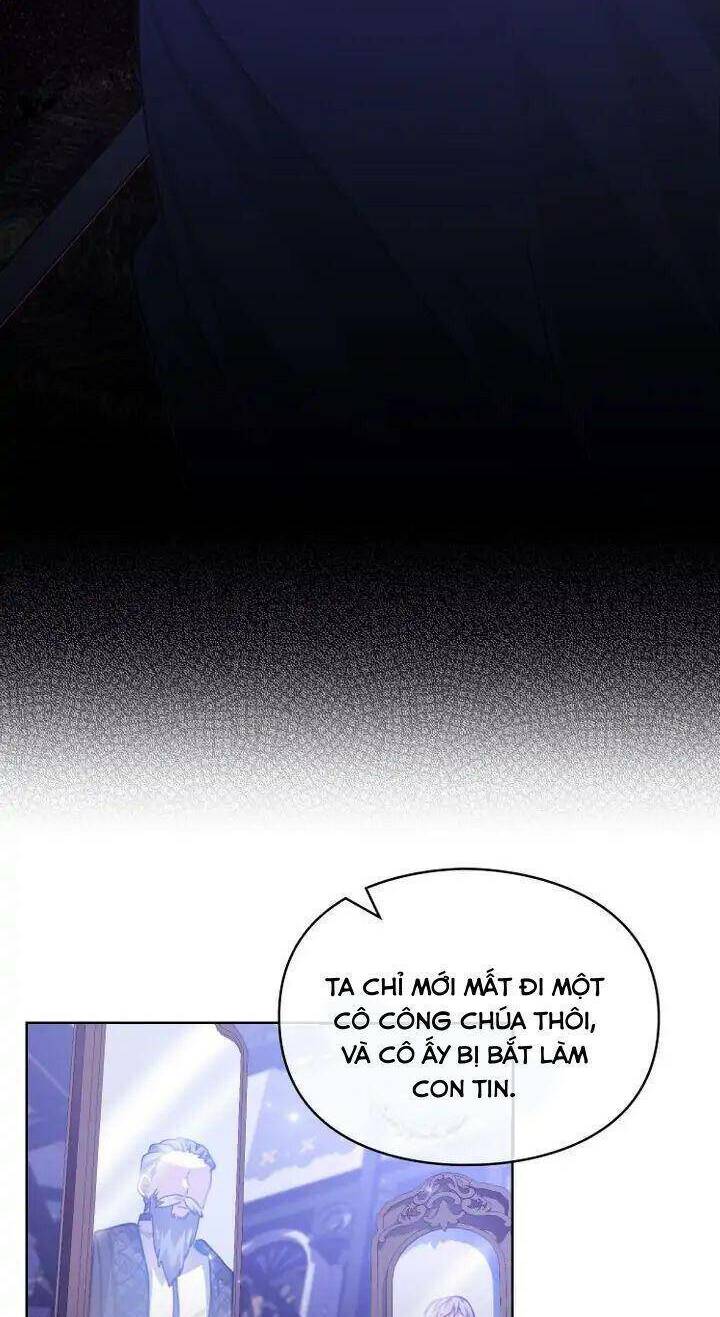 TA CHỈ MỚI MẤT ĐI MỘT
CÔ CÔNG CHÚA THÔI,
VÀ CÔ ẤY BỊ BẮT LÀM
CON TIN.